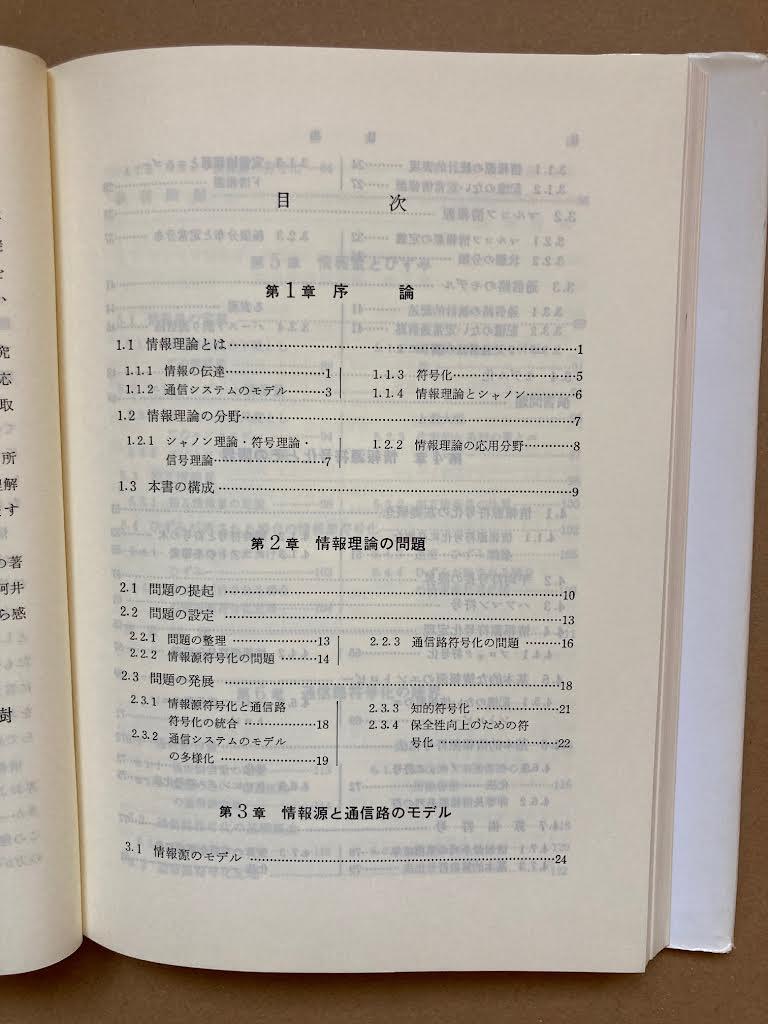 目 次
第1章 序 論
1.1 情報理論とは……1
1.1.1 情報の伝達……1
1.1.2 通信システムのモデル……3
1.1.3 符号化……5
1.1.4 情報理論とシャノン……6
1.2 情報理論の分野……7
1.2.1 シャノン理論・符号理論・
信号理論……7
1.2.2 情報理論の応用分野……8
1.3 本書の構成……9
第2章 情報理論の問題
2.1 問題の提起……10
2.2 問題の設定……13
2.2.1 問題の整理……13
2.2.2 情報源符号化の問題……14
2.2.3 通信路符号化の問題……16
2.3 問題の発展……18
2.3.1 情報源符号化と通信路
符号化の統合……18
2.3.2 通信システムのモデル
の多様化……19
2.3.3 知的符号化……21
2.3.4 保全性向上のための符
号化……22
第3章 情報源と通信路のモデル
3.1 情報源のモデル……24